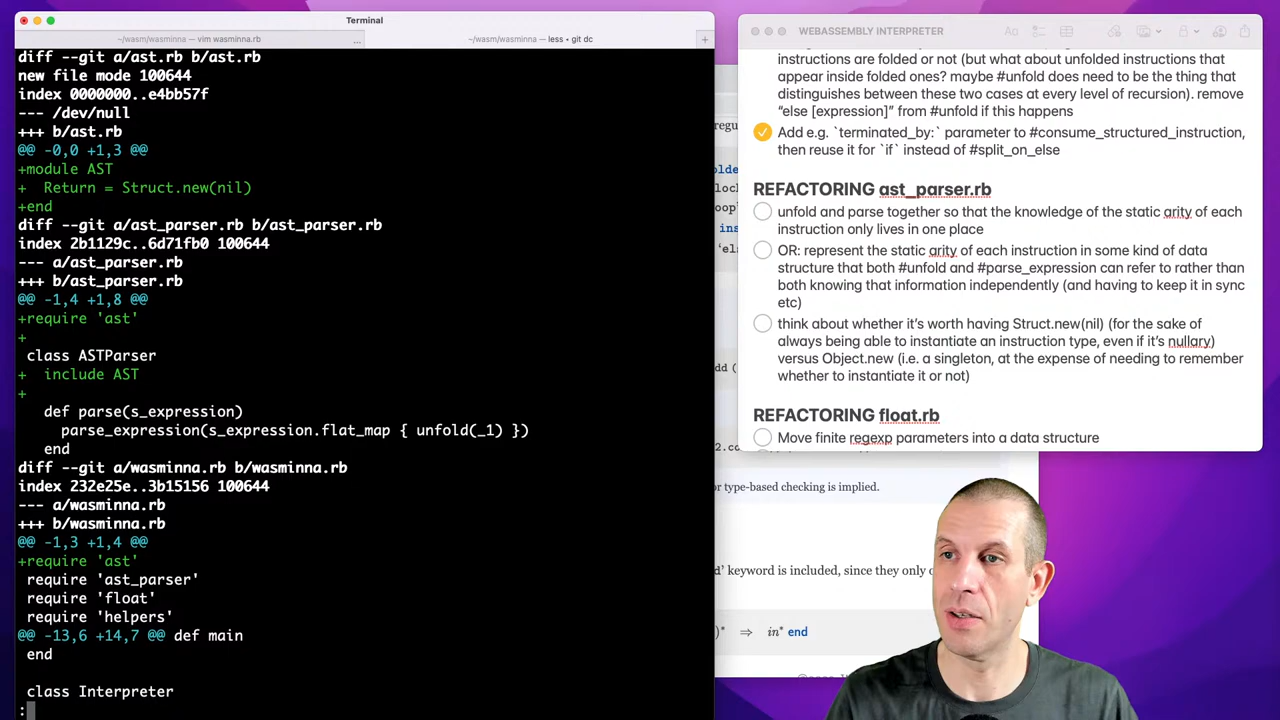 Terminal
~/wasm/wasminna — vim wasminna.rb
...
~/wasm/wasminna — less • git dc
+
diff --git a/ast.rb b/ast.rb
new file mode 100644
index 0000000..e4bb57f
--- /dev/null
+++ b/ast.rb
@@ -0,0 +1,3 @@
+module AST
+  Return = Struct.new(nil)
+end
diff --git a/ast_parser.rb b/ast_parser.rb
index 2b1129c..6d71fb0 100644
--- a/ast_parser.rb
+++ b/ast_parser.rb
@@ -1,4 +1,8 @@
+require 'ast'
+
 class ASTParser
+  include AST
+
   def parse(s_expression)
     parse_expression(s_expression.flat_map { unfold(_1) })
   end
diff --git a/wasminna.rb b/wasminna.rb
index 232e25e..3b15156 100644
--- a/wasminna.rb
+++ b/wasminna.rb
@@ -1,3 +1,4 @@
+require 'ast'
 require 'ast_parser'
 require 'float'
 require 'helpers'
@@ -13,6 +14,7 @@ def main
 end
 class Interpreter
:
WEBASSEMBLY INTERPRETER
Aa
instructions are folded or not (but what about unfolded instructions that
appear inside folded ones? maybe #unfold does need to be the thing that
distinguishes between these two cases at every level of recursion). remove
“else [expression]” from #unfold if this happens
Add e.g. `terminated_by:` parameter to #consume_structured_instruction,
then reuse it for `if` instead of #split_on_else
REFACTORING ast_parser.rb
unfold and parse together so that the knowledge of the static arity of each
instruction only lives in one place
OR: represent the static arity of each instruction in some kind of data
structure that both #unfold and #parse_expression can refer to rather than
both knowing that information independently (and having to keep it in sync
etc)
think about whether it’s worth having Struct.new(nil) (for the sake of
always being able to instantiate an instruction type, even if it’s nullary)
versus Object.new (i.e. a singleton, at the expense of needing to remember
whether to instantiate it or not)
REFACTORING float.rb
Move finite regexp parameters into a data structure
or type-based checking is implied.
’ keyword is included, since they only
)* ⇒ in* end